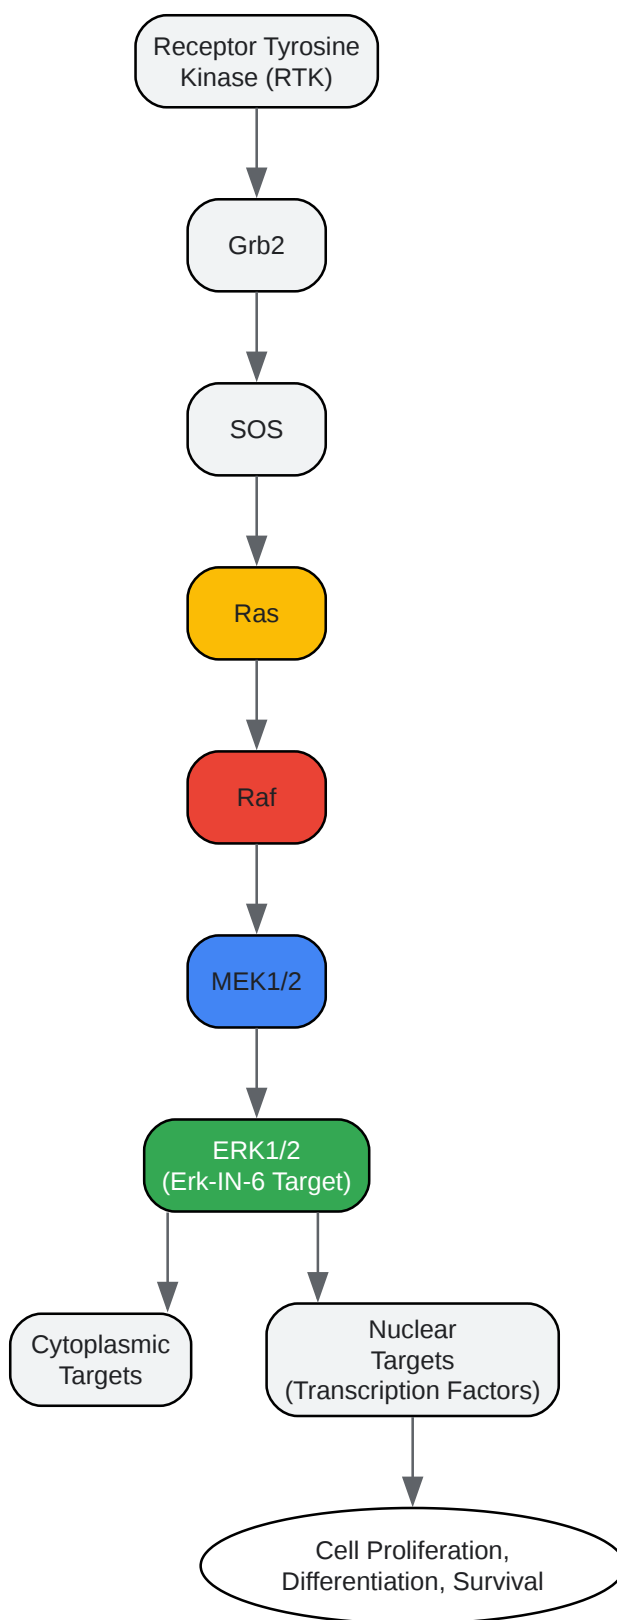 Receptor Tyrosine
Kinase (RTK)
Grb2
SOS
Ras
Raf
MEK1/2
ERK1/2
(Erk-IN-6 Target)
Cytoplasmic
Targets
Nuclear
Targets
(Transcription Factors)
Cell Proliferation,
Differentiation, Survival